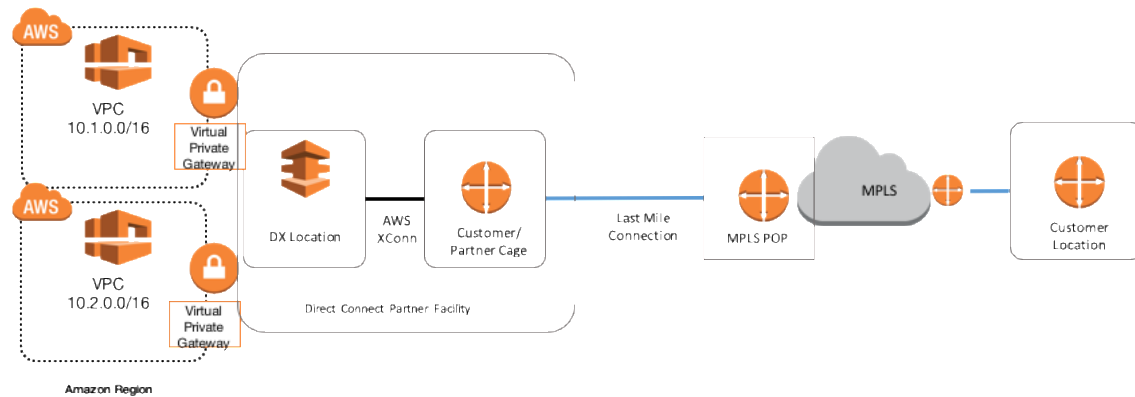 AWS
VPC
10.1.0.0/16
Virtual
Private
Gateway
AWS
VPC
10.2.0.0/16
Virtual
Private
Gateway
Amazon Region
DX Location
AWS
XConn
Customer/
Partner Cage
Direct Connect Partner Facility
Last Mile
Connection
MPLS POP
MPLS
Customer
Location